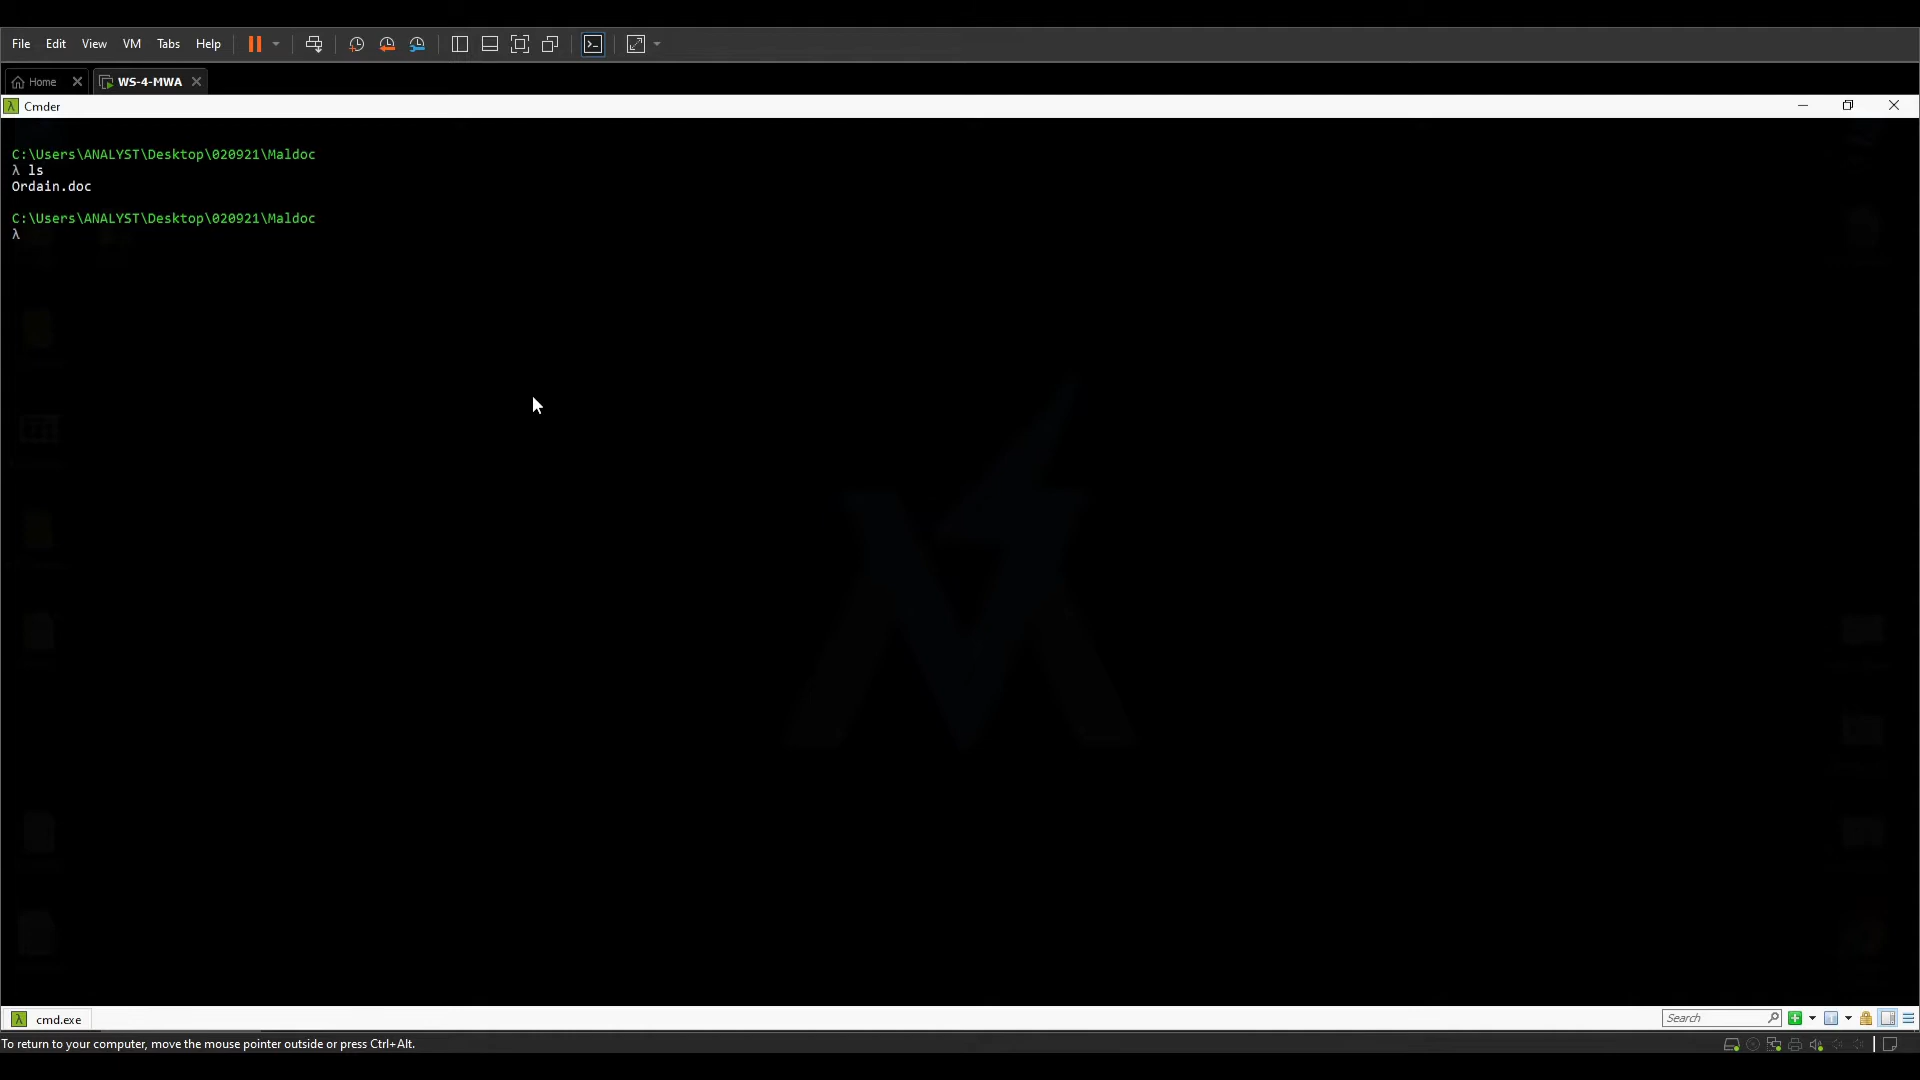 File Edit View VM Tabs Help
Home WS-4-MWA
λ Cmder
C:\Users\ANALYST\Desktop\020921\Maldoc
λ ls
Ordain.doc
C:\Users\ANALYST\Desktop\020921\Maldoc
λ
λ cmd.exe Search
To return to your computer, move the mouse pointer outside or press Ctrl+Alt.